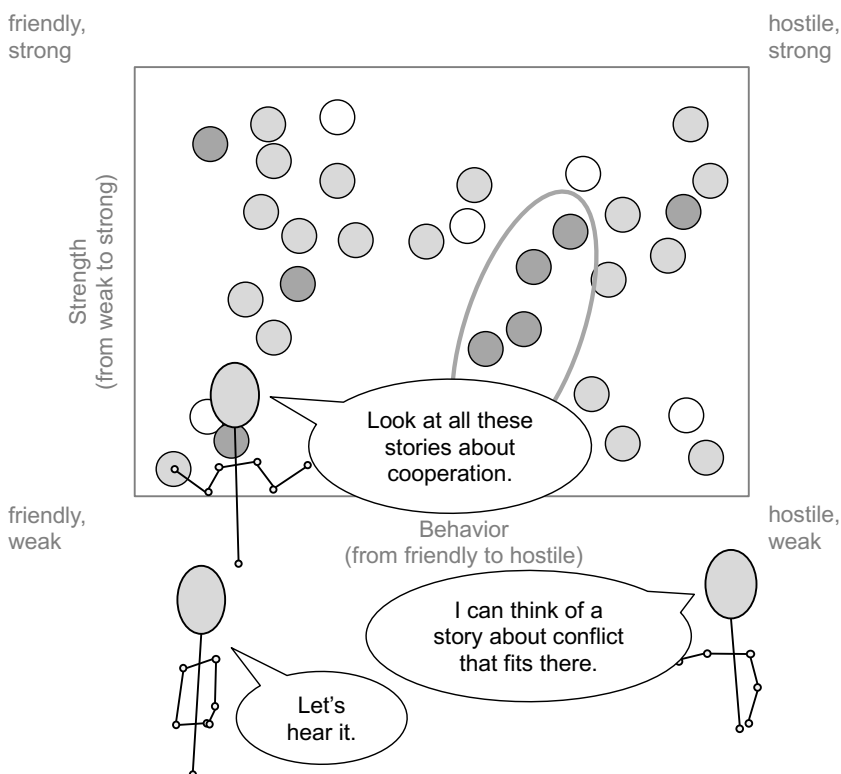 friendly,
strong
hostile,
strong
Strength
(from weak to strong)
Look at all these
stories about
cooperation.
friendly,
weak
Behavior
(from friendly to hostile)
hostile,
weak
I can think of a
story about conflict
that fits there.
Let's
hear it.